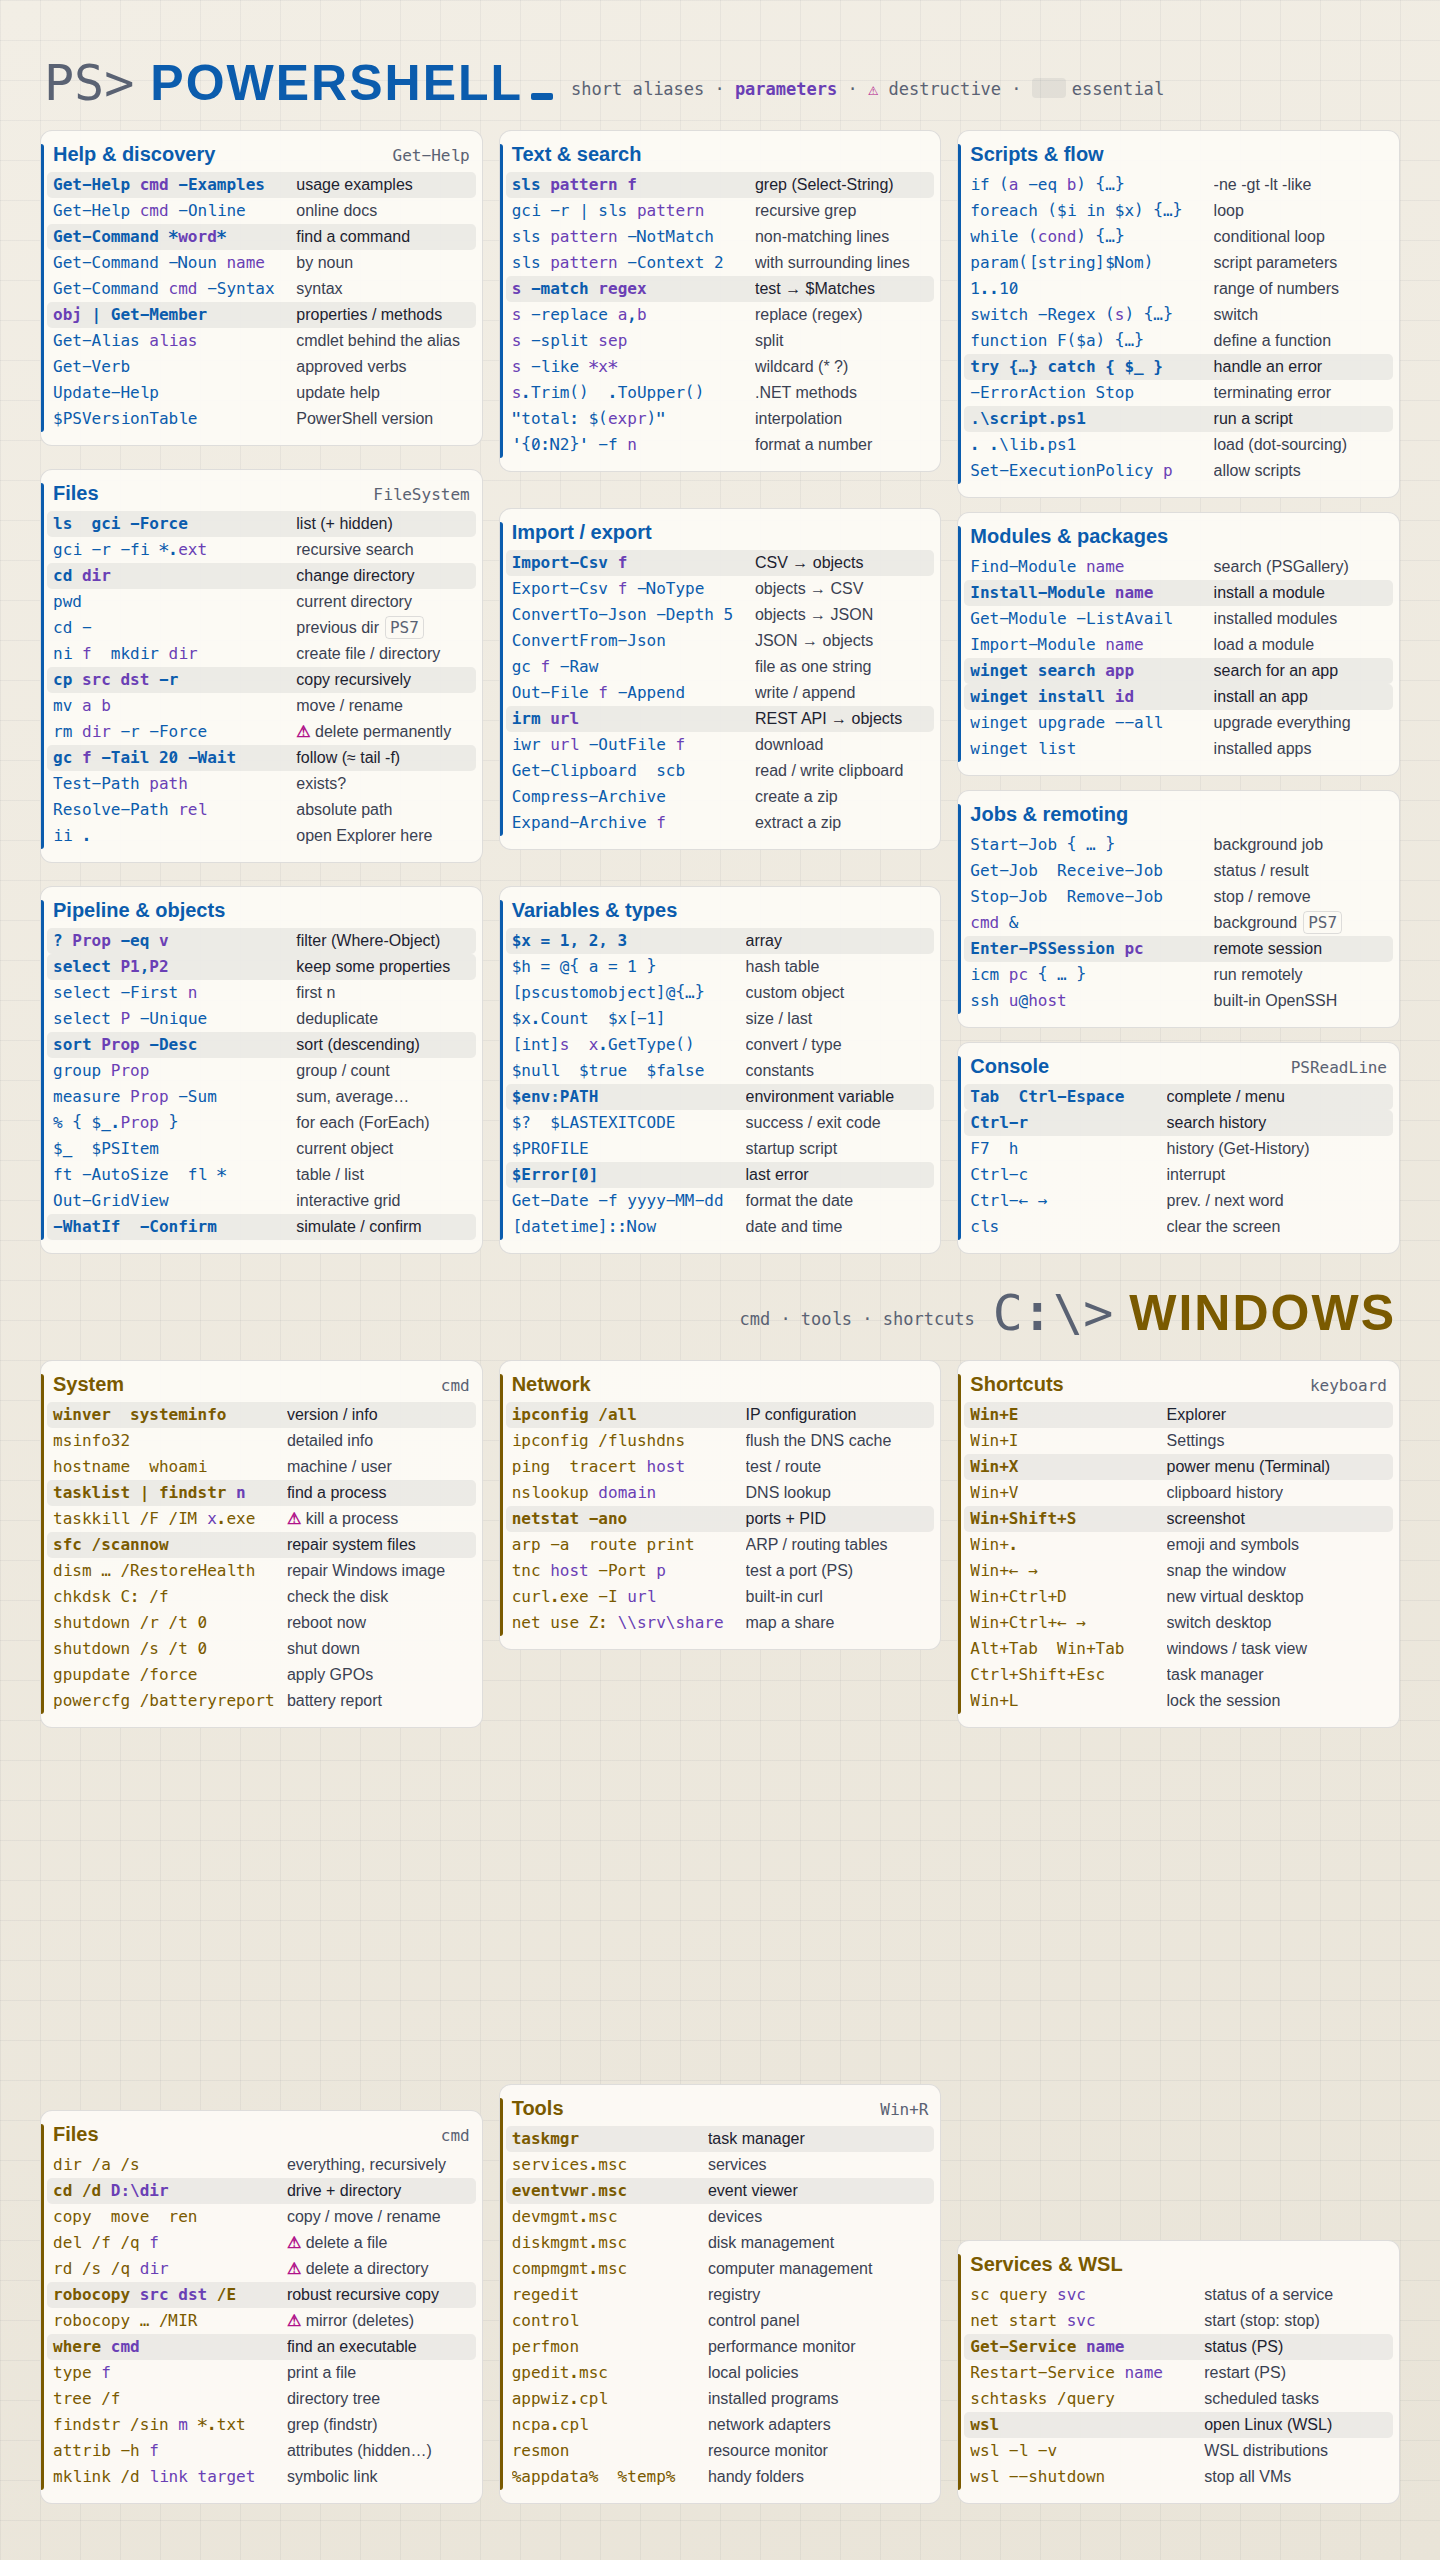 PS> POWERSHELL_ short aliases · parameters · ⚠ destructive · essential
Help & discovery Get-Help
Get-Help cmd -Examples usage examples
Get-Help cmd -Online online docs
Get-Command *word* find a command
Get-Command -Noun name by noun
Get-Command cmd -Syntax syntax
obj | Get-Member properties / methods
Get-Alias alias cmdlet behind the alias
Get-Verb approved verbs
Update-Help update help
$PSVersionTable PowerShell version
Files FileSystem
ls gci -Force list (+ hidden)
gci -r -fi *.ext recursive search
cd dir change directory
pwd current directory
cd - previous dir PS7
ni f mkdir dir create file / directory
cp src dst -r copy recursively
mv a b move / rename
rm dir -r -Force ⚠ delete permanently
gc f -Tail 20 -Wait follow (≈ tail -f)
Test-Path path exists?
Resolve-Path rel absolute path
ii . open Explorer here
Pipeline & objects
? Prop -eq v filter (Where-Object)
select P1,P2 keep some properties
select -First n first n
select P -Unique deduplicate
sort Prop -Desc sort (descending)
group Prop group / count
measure Prop -Sum sum, average…
% { $_.Prop } for each (ForEach)
$_ $PSItem current object
ft -AutoSize fl * table / list
Out-GridView interactive grid
-WhatIf -Confirm simulate / confirm
Text & search
sls pattern f grep (Select-String)
gci -r | sls pattern recursive grep
sls pattern -NotMatch non-matching lines
sls pattern -Context 2 with surrounding lines
s -match regex test → $Matches
s -replace a,b replace (regex)
s -split sep split
s -like *x* wildcard (* ?)
s.Trim() .ToUpper() .NET methods
"total: $(expr)" interpolation
'{0:N2}' -f n format a number
Import / export
Import-Csv f CSV → objects
Export-Csv f -NoType objects → CSV
ConvertTo-Json -Depth 5 objects → JSON
ConvertFrom-Json JSON → objects
gc f -Raw file as one string
Out-File f -Append write / append
irm url REST API → objects
iwr url -OutFile f download
Get-Clipboard scb read / write clipboard
Compress-Archive create a zip
Expand-Archive f extract a zip
Variables & types
$x = 1, 2, 3 array
$h = @{ a = 1 } hash table
[pscustomobject]@{…} custom object
$x.Count $x[-1] size / last
[int]s x.GetType() convert / type
$null $true $false constants
$env:PATH environment variable
$? $LASTEXITCODE success / exit code
$PROFILE startup script
$Error[0] last error
Get-Date -f yyyy-MM-dd format the date
[datetime]::Now date and time
Scripts & flow
if (a -eq b) {…} -ne -gt -lt -like
foreach ($i in $x) {…} loop
while (cond) {…} conditional loop
param([string]$Nom) script parameters
1..10 range of numbers
switch -Regex (s) {…} switch
function F($a) {…} define a function
try {…} catch { $_ } handle an error
-ErrorAction Stop terminating error
.\script.ps1 run a script
. .\lib.ps1 load (dot-sourcing)
Set-ExecutionPolicy p allow scripts
Modules & packages
Find-Module name search (PSGallery)
Install-Module name install a module
Get-Module -ListAvail installed modules
Import-Module name load a module
winget search app search for an app
winget install id install an app
winget upgrade --all upgrade everything
winget list installed apps
Jobs & remoting
Start-Job { … } background job
Get-Job Receive-Job status / result
Stop-Job Remove-Job stop / remove
cmd & background PS7
Enter-PSSession pc remote session
icm pc { … } run remotely
ssh u@host built-in OpenSSH
Console PSReadLine
Tab Ctrl-Espace complete / menu
Ctrl-r search history
F7 h history (Get-History)
Ctrl-c interrupt
Ctrl-← → prev. / next word
cls clear the screen
cmd · tools · shortcuts C:\> WINDOWS
System cmd
winver systeminfo version / info
msinfo32 detailed info
hostname whoami machine / user
tasklist | findstr n find a process
taskkill /F /IM x.exe ⚠ kill a process
sfc /scannow repair system files
dism … /RestoreHealth repair Windows image
chkdsk C: /f check the disk
shutdown /r /t 0 reboot now
shutdown /s /t 0 shut down
gpupdate /force apply GPOs
powercfg /batteryreport battery report
Network
ipconfig /all IP configuration
ipconfig /flushdns flush the DNS cache
ping tracert host test / route
nslookup domain DNS lookup
netstat -ano ports + PID
arp -a route print ARP / routing tables
tnc host -Port p test a port (PS)
curl.exe -I url built-in curl
net use Z: \\srv\share map a share
Shortcuts keyboard
Win+E Explorer
Win+I Settings
Win+X power menu (Terminal)
Win+V clipboard history
Win+Shift+S screenshot
Win+. emoji and symbols
Win+← → snap the window
Win+Ctrl+D new virtual desktop
Win+Ctrl+← → switch desktop
Alt+Tab Win+Tab windows / task view
Ctrl+Shift+Esc task manager
Win+L lock the session
Files cmd
dir /a /s everything, recursively
cd /d D:\dir drive + directory
copy move ren copy / move / rename
del /f /q f ⚠ delete a file
rd /s /q dir ⚠ delete a directory
robocopy src dst /E robust recursive copy
robocopy … /MIR ⚠ mirror (deletes)
where cmd find an executable
type f print a file
tree /f directory tree
findstr /sin m *.txt grep (findstr)
attrib -h f attributes (hidden…)
mklink /d link target symbolic link
Tools Win+R
taskmgr task manager
services.msc services
eventvwr.msc event viewer
devmgmt.msc devices
diskmgmt.msc disk management
compmgmt.msc computer management
regedit registry
control control panel
perfmon performance monitor
gpedit.msc local policies
appwiz.cpl installed programs
ncpa.cpl network adapters
resmon resource monitor
%appdata% %temp% handy folders
Services & WSL
sc query svc status of a service
net start svc start (stop: stop)
Get-Service name status (PS)
Restart-Service name restart (PS)
schtasks /query scheduled tasks
wsl open Linux (WSL)
wsl -l -v WSL distributions
wsl --shutdown stop all VMs